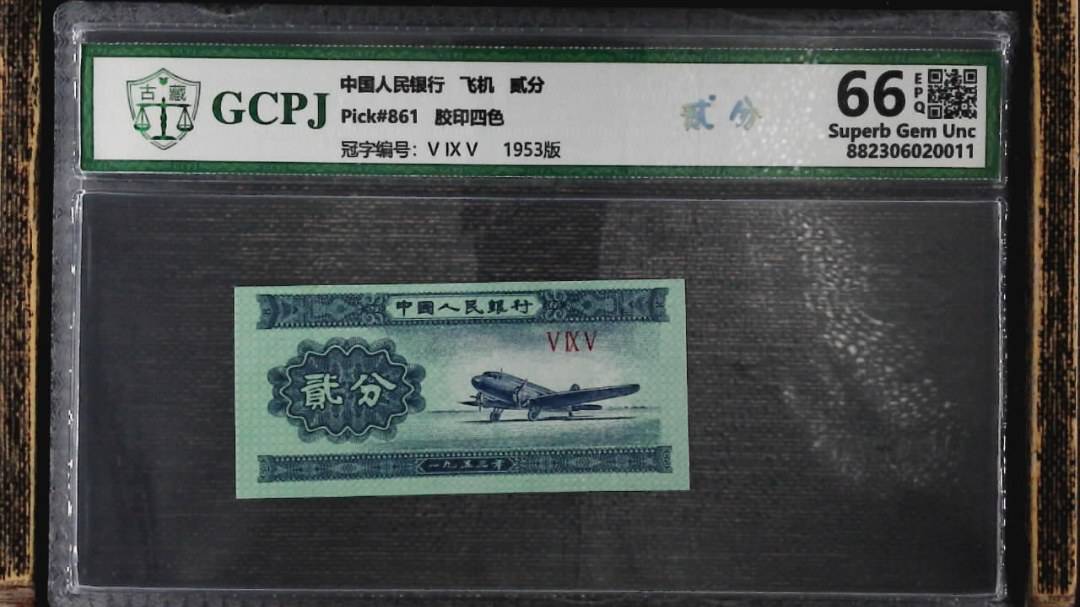 古藏
GCPJ
中国人民银行 飞机 贰分
Pick#861 胶印四色
冠字编号：V IX V 1953版
贰分
66 EPQ
Superb Gem Unc
882306020011
中國人民銀行
V IX V
貳分
一九五三年